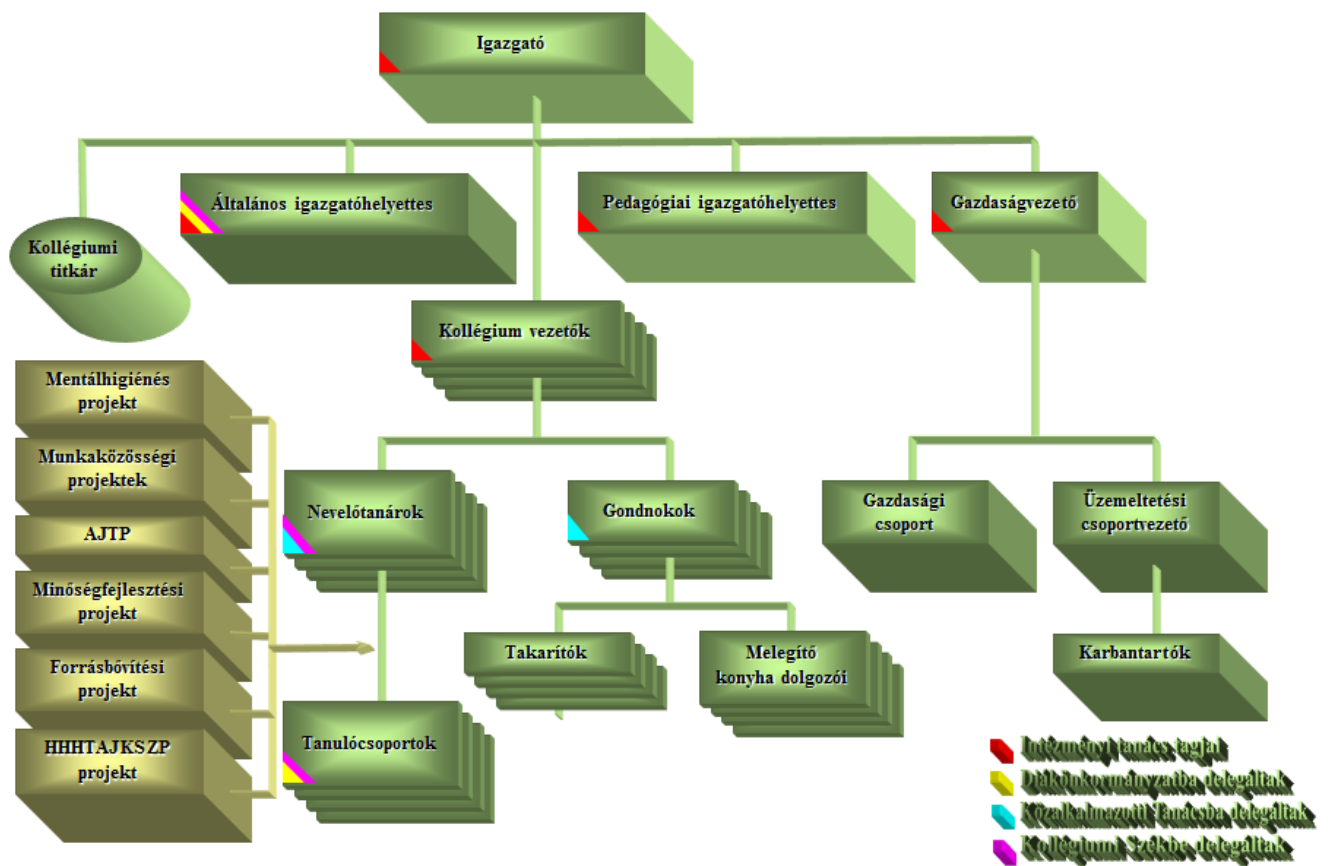 Igazgató
Általános igazgatóhelyettes
Pedagógiai igazgatóhelyettes
Gazdaságvezető
Kollégiumi
titkár
Kollégium vezetők
Mentálhigiénés
projekt
Munkaközösségi
projektek
AJTP
Minőségfejlesztési
projekt
Forrásbővítési
projekt
HHHTAJKSZP
projekt
Nevelőtanárok
Gondnokok
Gazdasági
csoport
Üzemeltetési
csoportvezető
Takarítók
Melegítő
konyha dolgozói
Karbantartók
Tanulócsoportok
Intézményi tanács tagjai
Diákönkormányzatba delegáltak
Közalkalmazotti Tanácsba delegáltak
Kollégiumi Székbe delegáltak